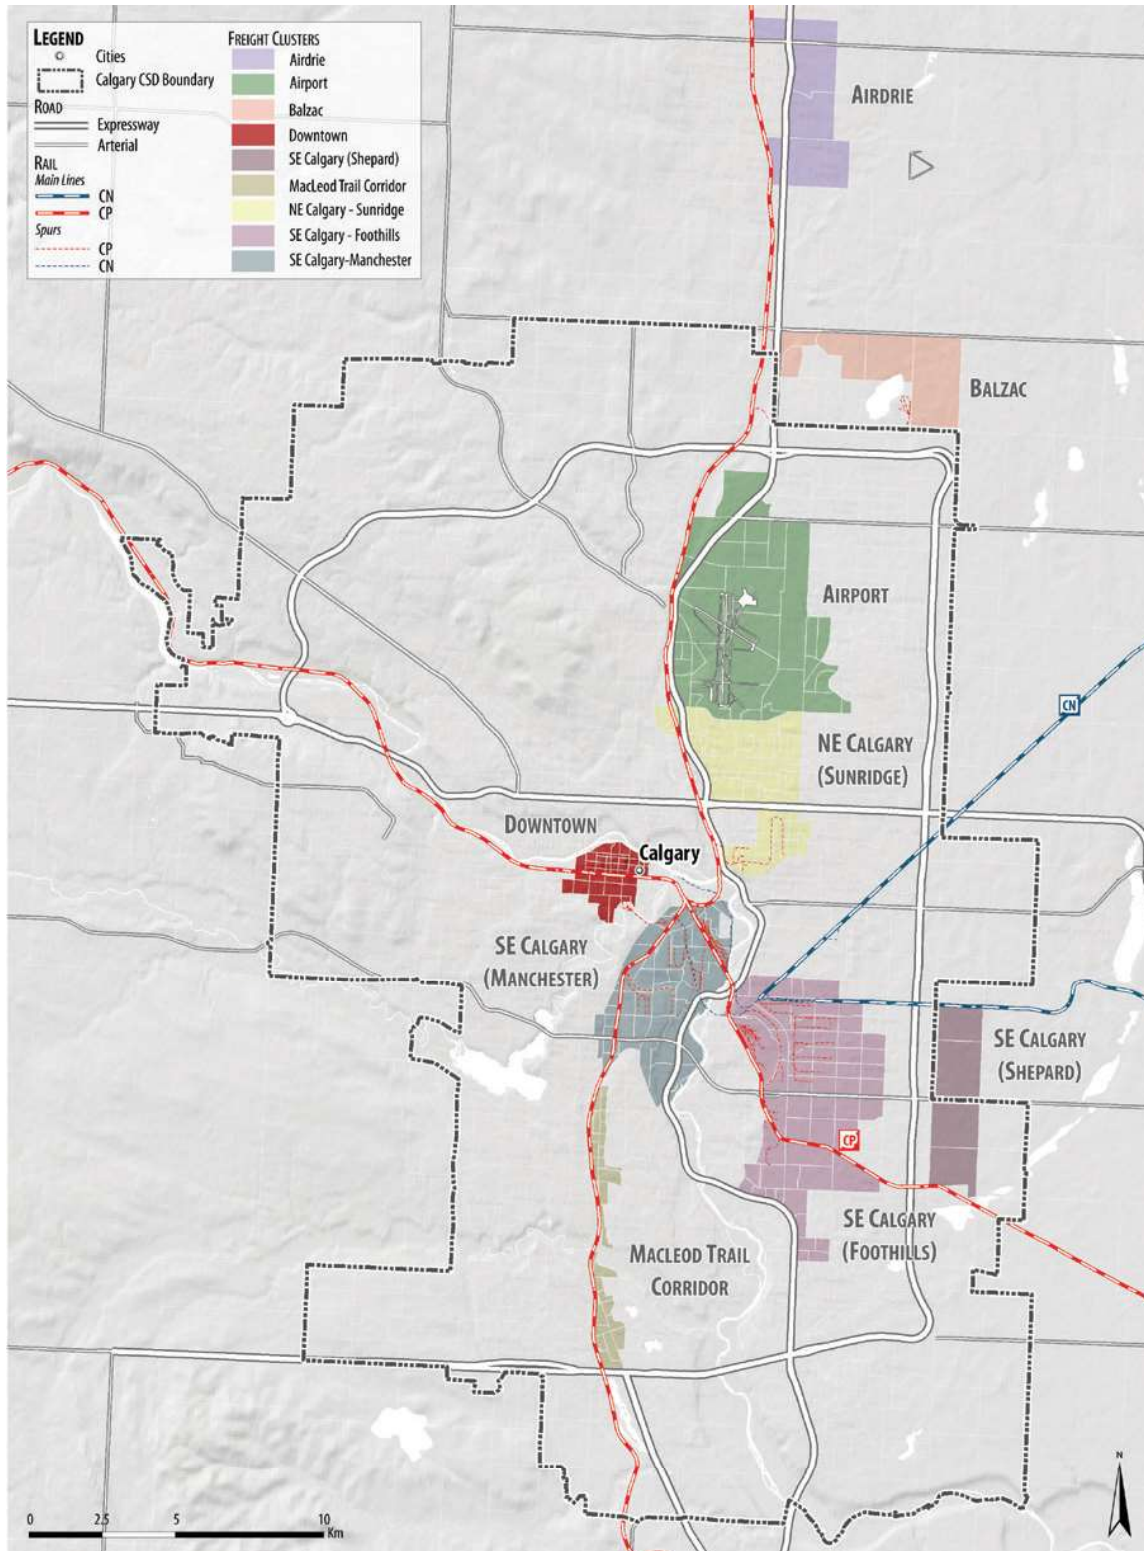 LEGEND
Cities
Calgary CSD Boundary
ROAD
Expressway
Arterial
RAIL
Main Lines
CN
CP
Spurs
CP
CN
FREIGHT CLUSTERS
Airdrie
Airport
Balzac
Downtown
SE Calgary (Shepard)
MacLeod Trail Corridor
NE Calgary - Sunridge
SE Calgary - Foothills
SE Calgary-Manchester
AIRDRIE
BALZAC
AIRPORT
CN
NE CALGARY
(SUNRIDGE)
DOWNTOWN
Calgary
SE CALGARY
(MANCHESTER)
SE CALGARY
(SHEPARD)
CP
SE CALGARY
(FOOTHILLS)
MACLEOD TRAIL
CORRIDOR
N
0 2.5 5 10
Km